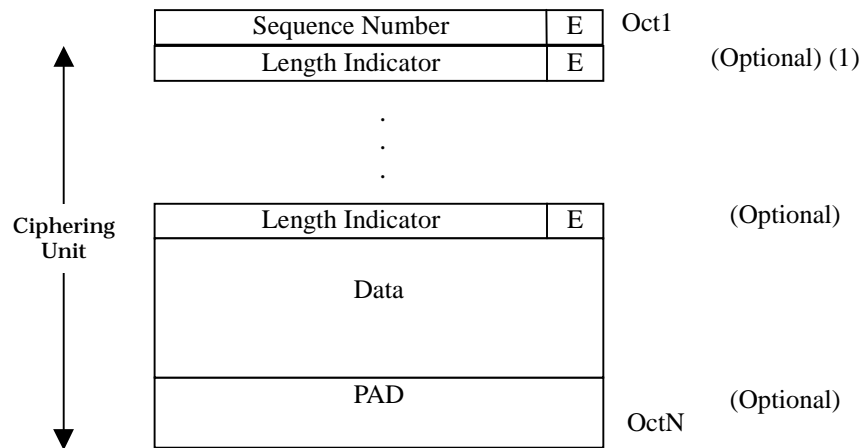 Sequence Number E Oct1
Length Indicator E (Optional) (1)
.
.
.
Length Indicator E (Optional)
Ciphering
Unit
Data
PAD (Optional)
OctN